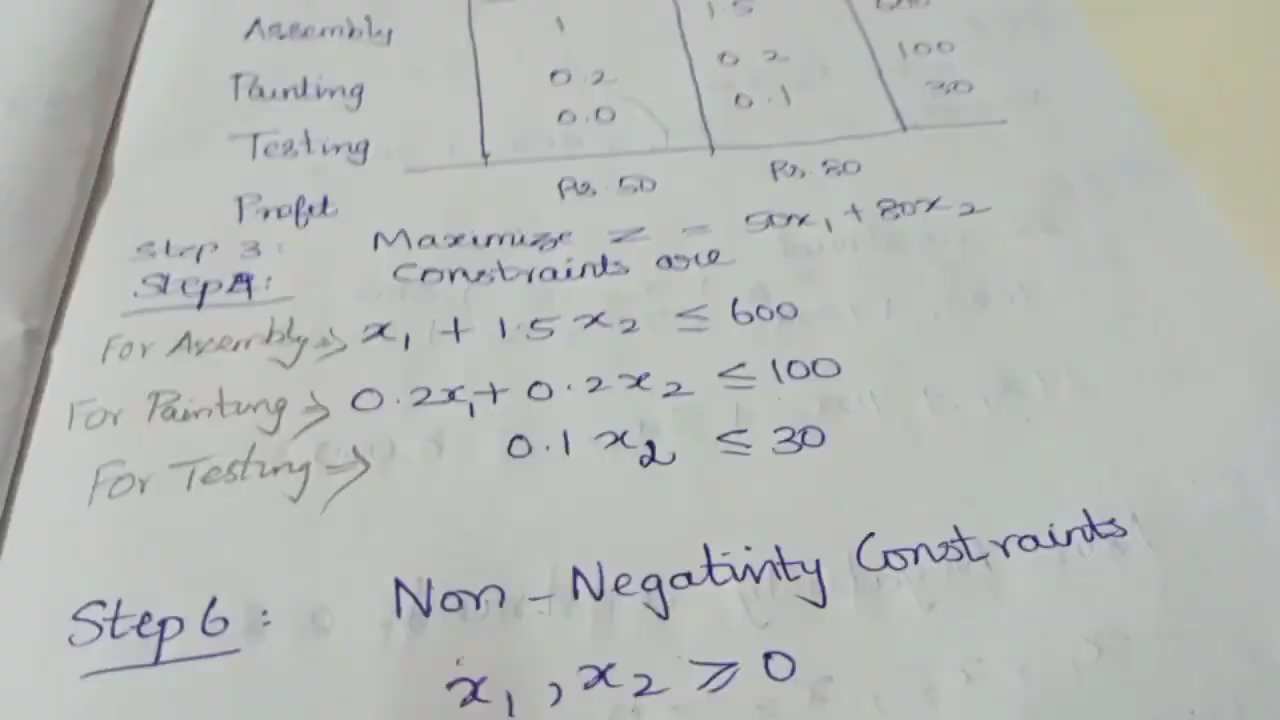 Assembly 1 1.5 600
Painting 0.2 0.2 100
Testing 0.0 0.1 30
Profit Rs. 50 Rs. 80
Step 3: Maximize Z = 50x₁ + 80x₂
Step 4: Constraints are
For Assembly → x₁ + 1.5x₂ ≤ 600
For Painting → 0.2x₁ + 0.2x₂ ≤ 100
For Testing → 0.1x₂ ≤ 30
Step 6: Non-Negativity Constraints
x₁, x₂ ≥ 0